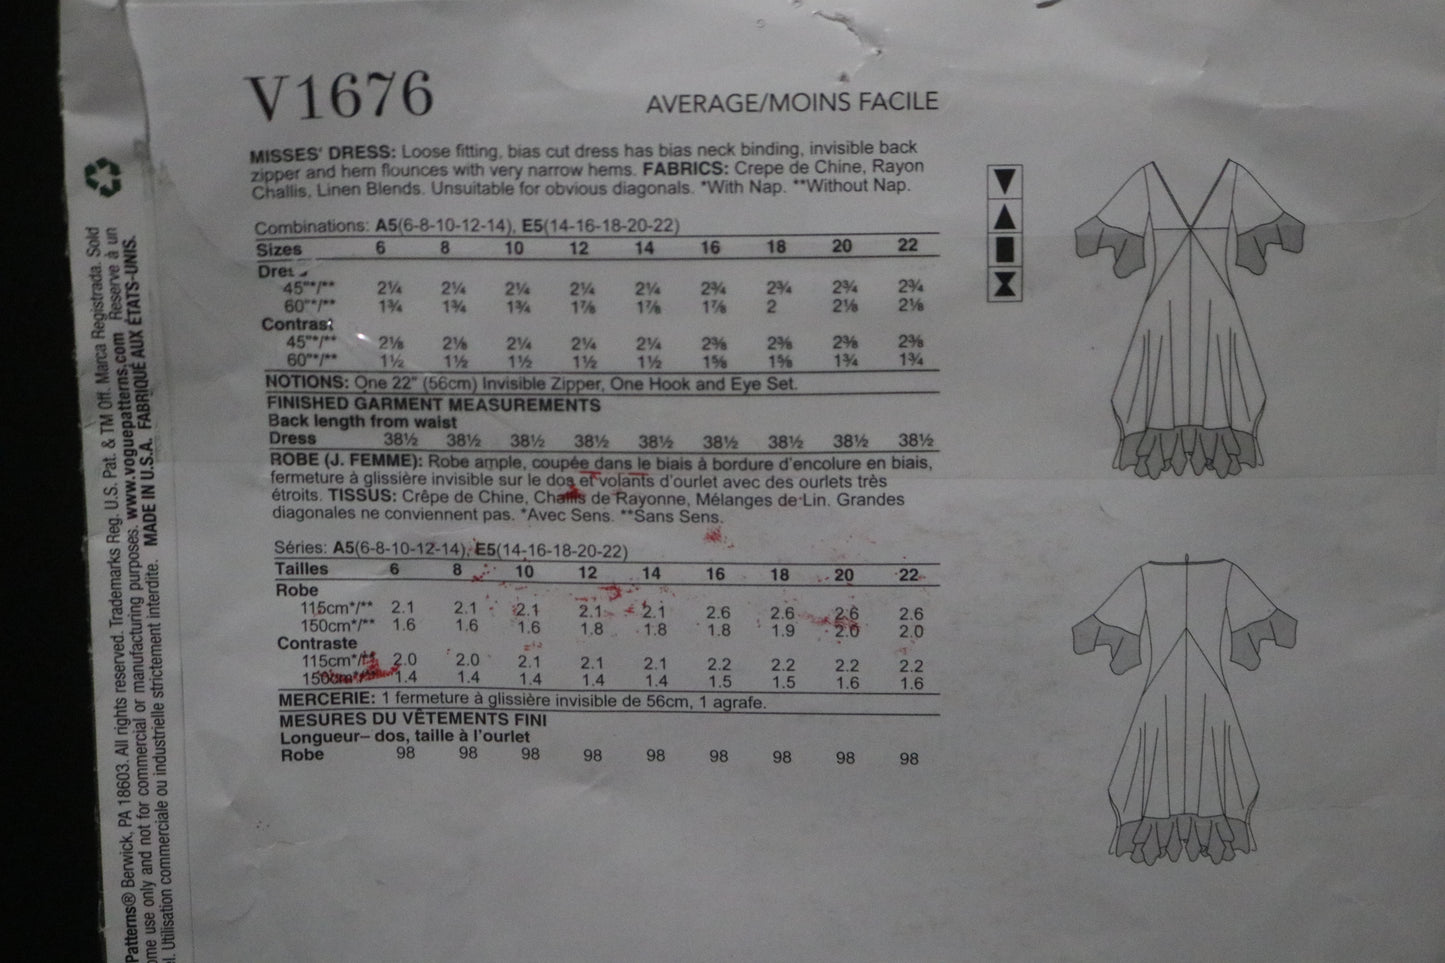 V1676
AVERAGE/MOINS FACILE
MISSES' DRESS: Loose fitting, bias cut dress has bias neck binding, invisible back
zipper and hem flounces with very narrow hems. FABRICS: Crepe de Chine, Rayon
Challis, Linen Blends. Unsuitable for obvious diagonals. *With Nap. **Without Nap.
Combinations: A5(6-8-10-12-14), E5(14-16-18-20-22)
Sizes 6 8 10 12 14 16 18 20 22
45"*/** 2¼ 2¼ 2¼ 2¼ 2¼ 2¾ 2¾ 2¾ 2¾
60"*/** 1¾ 1¾ 1¾ 1⅞ 1⅞ 1⅞ 2 2⅛ 2⅛
Contrast
45"*/** 2⅛ 2⅛ 2¼ 2¼ 2¼ 2⅜ 2⅜ 2⅜ 2⅜
60"*/** 1½ 1½ 1½ 1½ 1½ 1⅝ 1⅝ 1¾ 1¾
NOTIONS: One 22" (56cm) Invisible Zipper, One Hook and Eye Set.
FINISHED GARMENT MEASUREMENTS
Back length from waist
Dress 38½ 38½ 38½ 38½ 38½ 38½ 38½ 38½ 38½
ROBE (J. FEMME): Robe ample, coupée dans le biais à bordure d'encolure en biais,
fermeture à glissière invisible sur le dos et volants d'ourlet avec des ourlets très
étroits. TISSUS: Crêpe de Chine, Challis de Rayonne, Mélanges de Lin. Grandes
diagonales ne conviennent pas. *Avec Sens. **Sans Sens.
Séries: A5(6-8-10-12-14), E5(14-16-18-20-22)
Tailles 6 8 10 12 14 16 18 20 22
Robe
115cm*/** 2.1 2.1 2.1 2.1 2.1 2.6 2.6 2.6 2.6
150cm*/** 1.6 1.6 1.6 1.8 1.8 1.8 1.9 2.0 2.0
Contraste
115cm*/** 2.0 2.0 2.1 2.1 2.1 2.2 2.2 2.2 2.2
150cm*/** 1.4 1.4 1.4 1.4 1.4 1.5 1.5 1.6 1.6
MERCERIE: 1 fermeture à glissière invisible de 56cm, 1 agrafe.
MESURES DU VÊTEMENTS FINI
Longueur– dos, taille à l'ourlet
Robe 98 98 98 98 98 98 98 98 98
Patterns® Berwick, PA 18603. All rights reserved. Trademarks Reg. U.S. Pat. & TM Off. Marca Registrada. Sold
use only and not for commercial or manufacturing purposes. www.voguepatterns.com Reserve à un
Utilisation commerciale ou industrielle strictement interdite. MADE IN U.S.A. FABRIQUÉ AUX ÉTATS-UNIS.